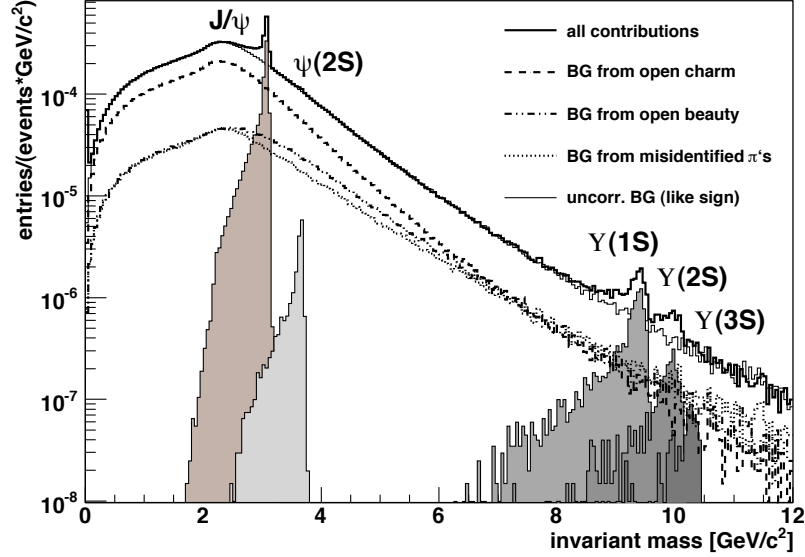 J/ψ
ψ(2S)
all contributions
BG from open charm
BG from open beauty
BG from misidentified π's
uncorr. BG (like sign)
ϒ(1S)
ϒ(2S)
ϒ(3S)
entries/(events*GeV/c²)
10⁻⁴
10⁻⁵
10⁻⁶
10⁻⁷
10⁻⁸
0 2 4 6 8 10 12
invariant mass [GeV/c²]